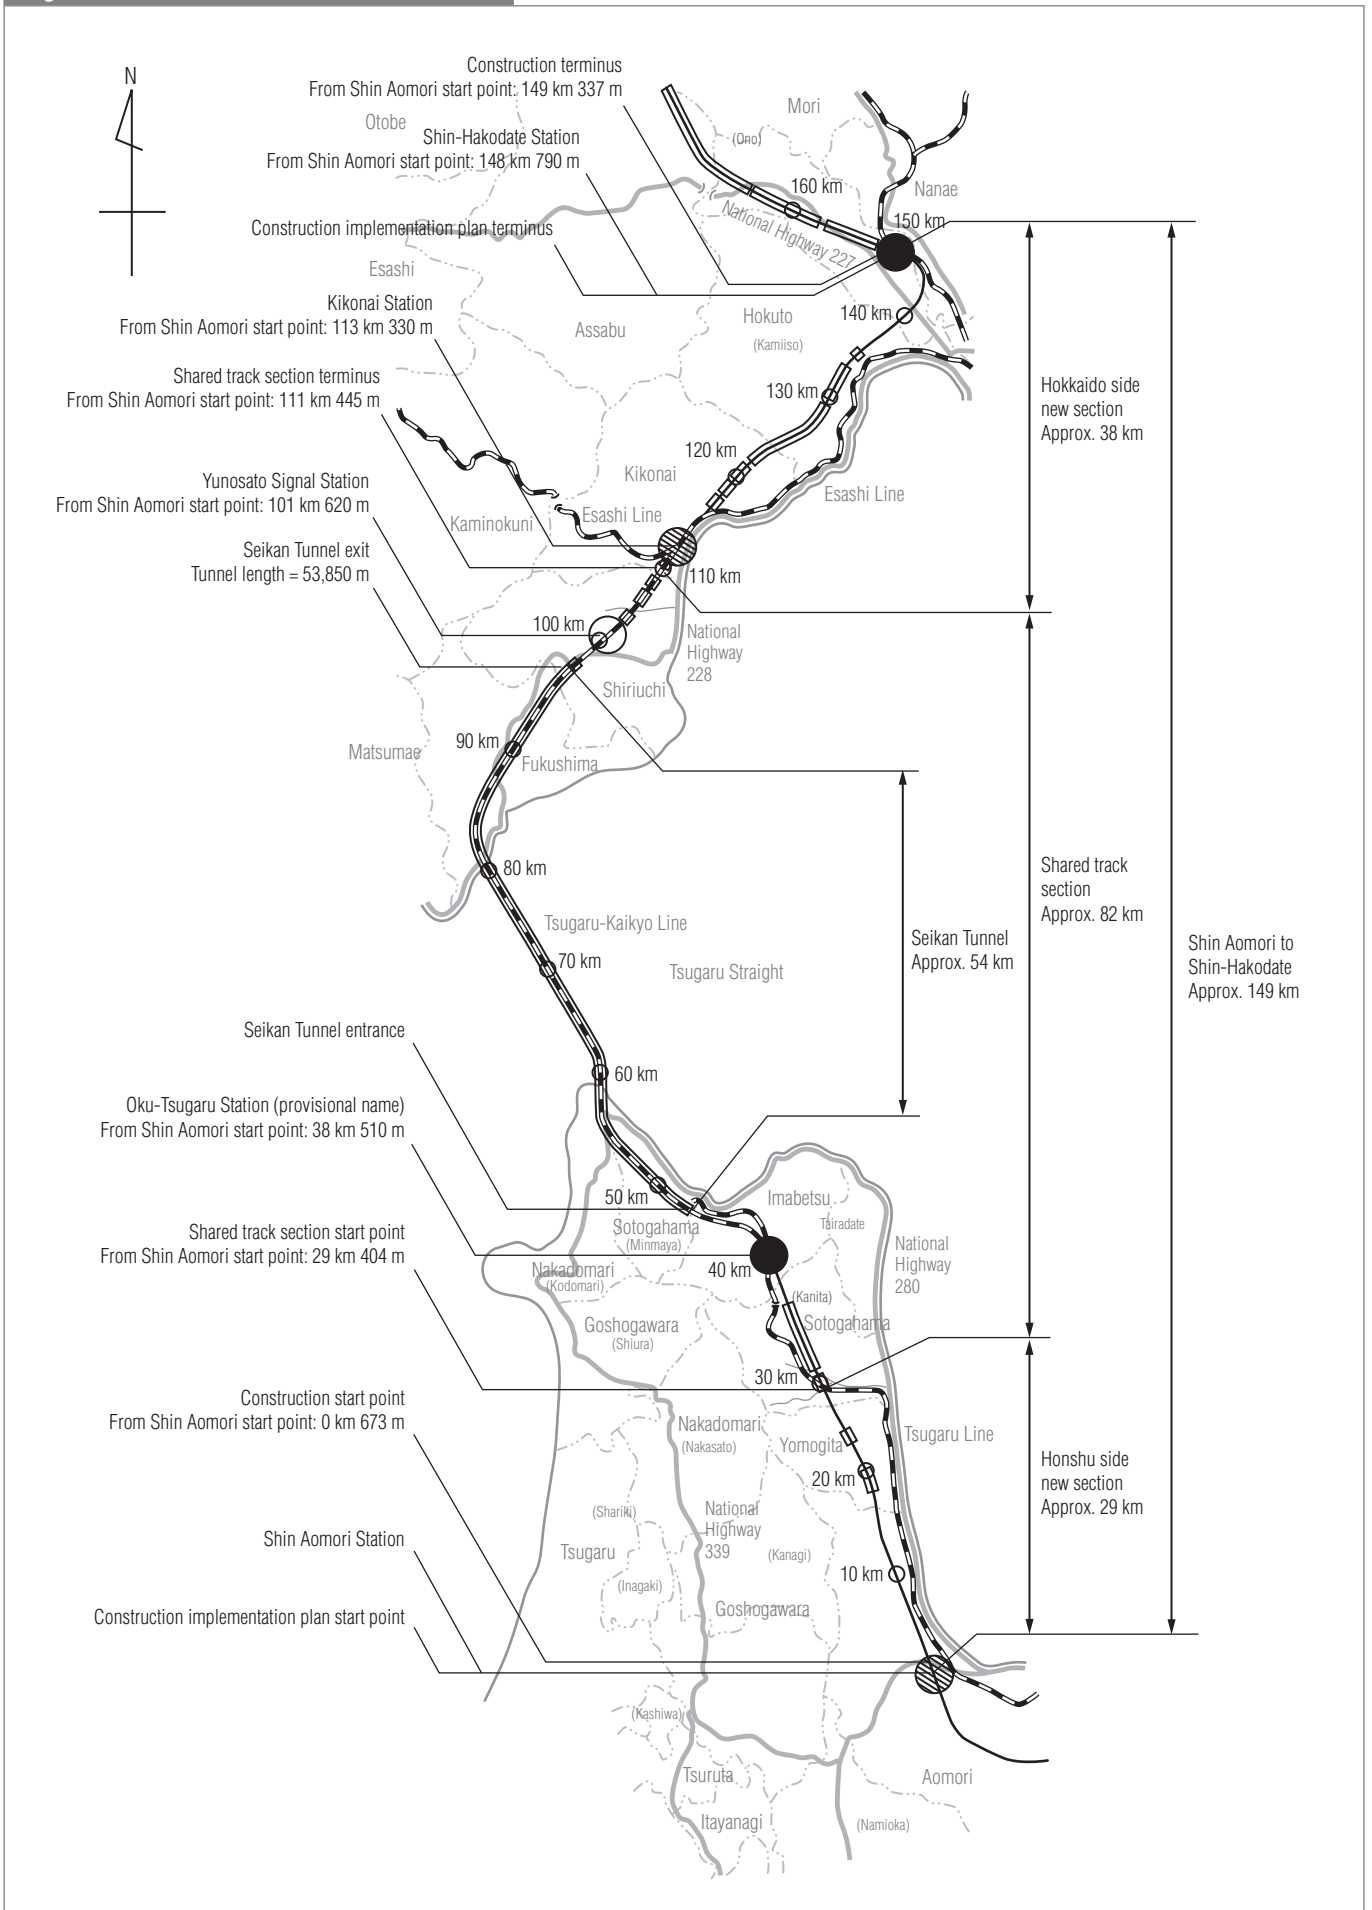 N
Construction terminus
From Shin Aomori start point: 149 km 337 m
Shin-Hakodate Station
From Shin Aomori start point: 148 km 790 m
Construction implementation plan terminus
Kikonai Station
From Shin Aomori start point: 113 km 330 m
Shared track section terminus
From Shin Aomori start point: 111 km 445 m
Yunosato Signal Station
From Shin Aomori start point: 101 km 620 m
Seikan Tunnel exit
Tunnel length = 53,850 m
Otobe
Mori
(Ono)
160 km
Nanae
National Highway 227
150 km
Esashi
Assabu
Hokuto
(Kamiiso)
140 km
130 km
120 km
Kikonai
Esashi Line
Esashi Line
Kaminokuni
110 km
100 km
National
Highway
228
Shiriuchi
Matsumae
90 km
Fukushima
80 km
Tsugaru-Kaikyo Line
70 km
Tsugaru Straight
60 km
Hokkaido side
new section
Approx. 38 km
Shared track
section
Approx. 82 km
Seikan Tunnel
Approx. 54 km
Shin Aomori to
Shin-Hakodate
Approx. 149 km
Seikan Tunnel entrance
Oku-Tsugaru Station (provisional name)
From Shin Aomori start point: 38 km 510 m
Shared track section start point
From Shin Aomori start point: 29 km 404 m
Construction start point
From Shin Aomori start point: 0 km 673 m
Shin Aomori Station
Construction implementation plan start point
50 km
Imabetsu
Sotogahama
(Minmaya)
Tairadate
National
Highway
280
Nakadomari
(Kodomari)
40 km
(Kanita)
Sotogahama
Goshogawara
(Shiura)
30 km
Nakadomari
(Nakasato)
Yomogita
Tsugaru Line
20 km
Honshu side
new section
Approx. 29 km
(Shariki)
National
Highway
339
Tsugaru
(Kanagi)
(Inagaki)
10 km
Goshogawara
(Kashiwa)
Tsuruta
Aomori
Itayanagi
(Namioka)